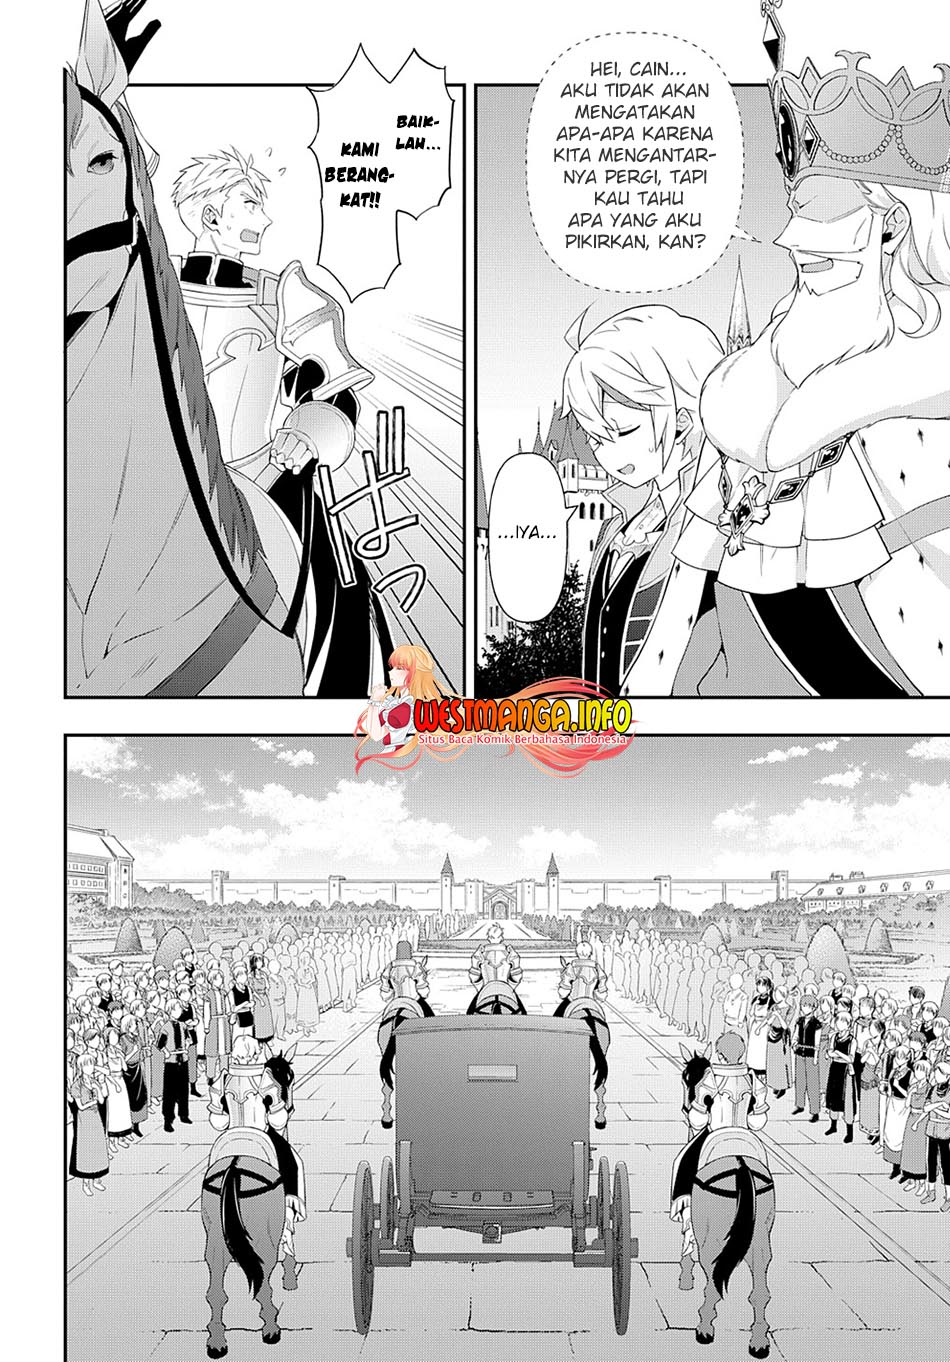 HEI, CAIN...
AKU TIDAK AKAN
MENGATAKAN
APA-APA KARENA
KITA MENGANTAR-
NYA PERGI, TAPI
KAU TAHU
APA YANG AKU
PIKIRKAN, KAN?
...IYA...
BAIK-
LAH...
KAMI
BERANG-
KAT!!
ばっ
WESTMANGA.INFO
Situs Baca Komik Berbahasa Indonesia